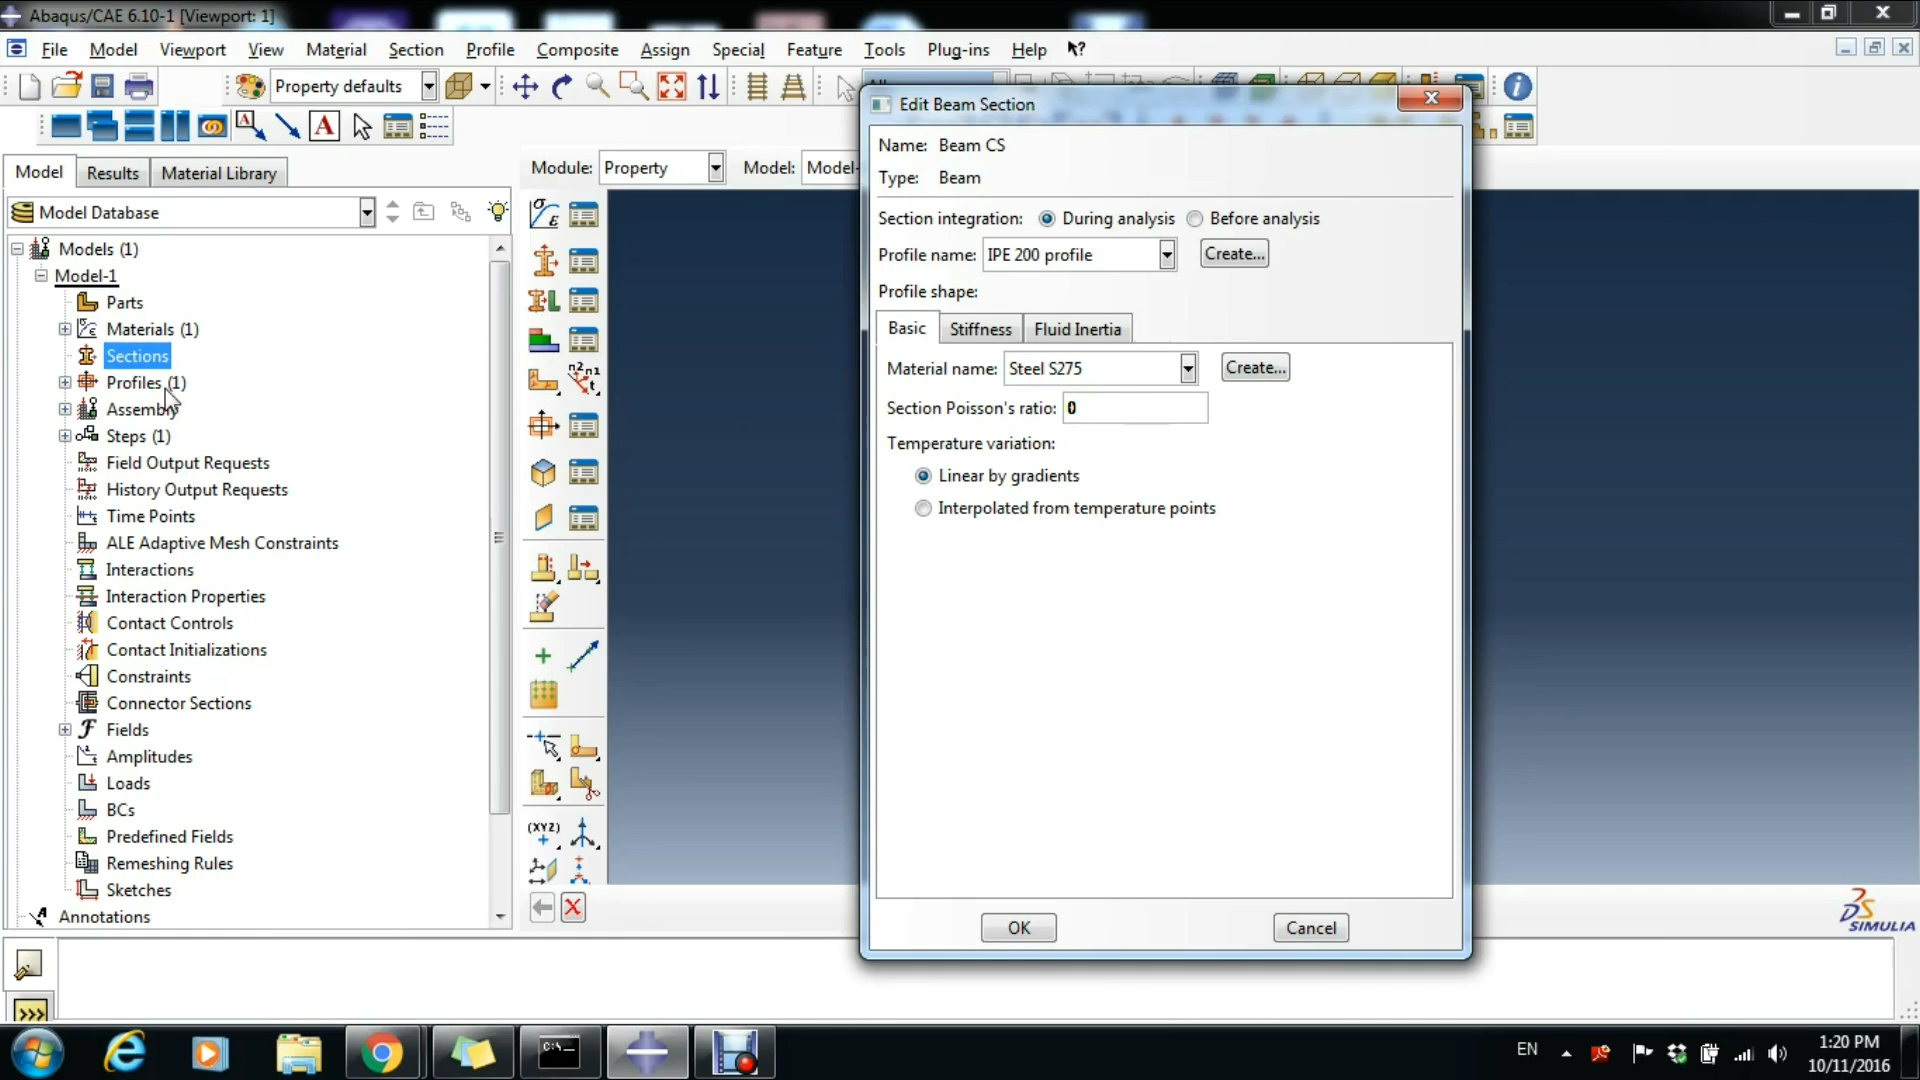 Abaqus/CAE 6.10-1 [Viewport: 1]
File Model Viewport View Material Section Profile Composite Assign Special Feature Tools Plug-ins Help
Property defaults
All
A
A
Model Results Material Library
Module: Property Model: Model-
Model Database
Models (1)
Model-1
Parts
Materials (1)
Sections
Profiles (1)
Assembly
Steps (1)
Field Output Requests
History Output Requests
Time Points
ALE Adaptive Mesh Constraints
Interactions
Interaction Properties
Contact Controls
Contact Initializations
Constraints
Connector Sections
Fields
Amplitudes
Loads
BCs
Predefined Fields
Remeshing Rules
Sketches
Annotations
n2 n1
t
(XYZ)
Edit Beam Section
Name: Beam CS
Type: Beam
Section integration: During analysis Before analysis
Profile name: IPE 200 profile Create...
Profile shape:
Basic Stiffness Fluid Inertia
Material name: Steel S275 Create...
Section Poisson's ratio: 0
Temperature variation:
Linear by gradients
Interpolated from temperature points
OK Cancel
SIMULIA
>>>
C:\
EN
1:20 PM
10/11/2016